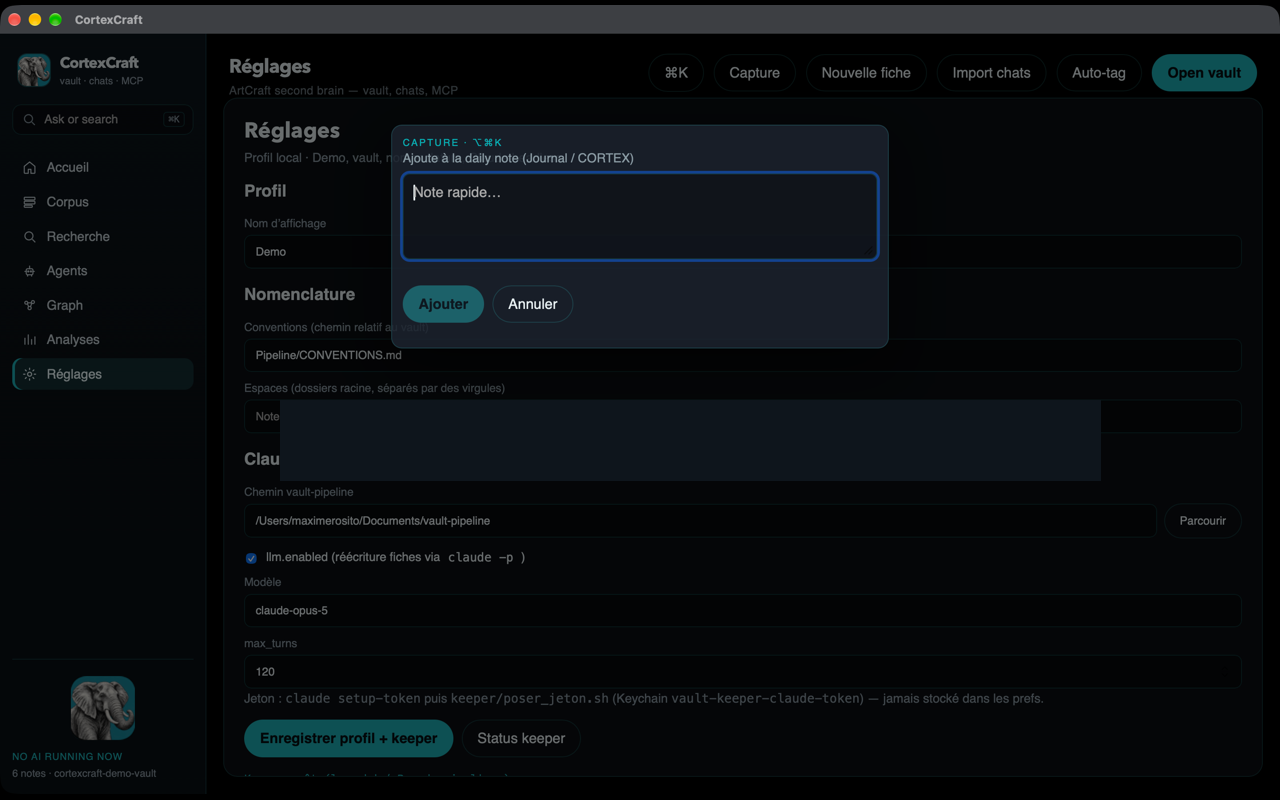 CortexCraft
CortexCraft
vault · chats · MCP
Ask or search ⌘K
Accueil
Corpus
Recherche
Agents
Graph
Analyses
Réglages
NO AI RUNNING NOW
6 notes · cortexcraft-demo-vault
Réglages
ArtCraft second brain — vault, chats, MCP
⌘K
Capture
Nouvelle fiche
Import chats
Auto-tag
Open vault
Réglages
Profil local · Demo, vault,
CAPTURE · ⌥⌘K
Ajoute à la daily note (Journal / CORTEX)
Note rapide…
Ajouter
Annuler
Profil
Nom d'affichage
Demo
Nomenclature
Conventions (chemin relatif au vault)
Pipeline/CONVENTIONS.md
Espaces (dossiers racine, séparés par des virgules)
Note
Clau
Chemin vault-pipeline
/Users/maximerosito/Documents/vault-pipeline
Parcourir
llm.enabled (réécriture fiches via claude -p )
Modèle
claude-opus-5
max_turns
120
Jeton : claude setup-token puis keeper/poser_jeton.sh (Keychain vault-keeper-claude-token) — jamais stocké dans les prefs.
Enregistrer profil + keeper
Status keeper